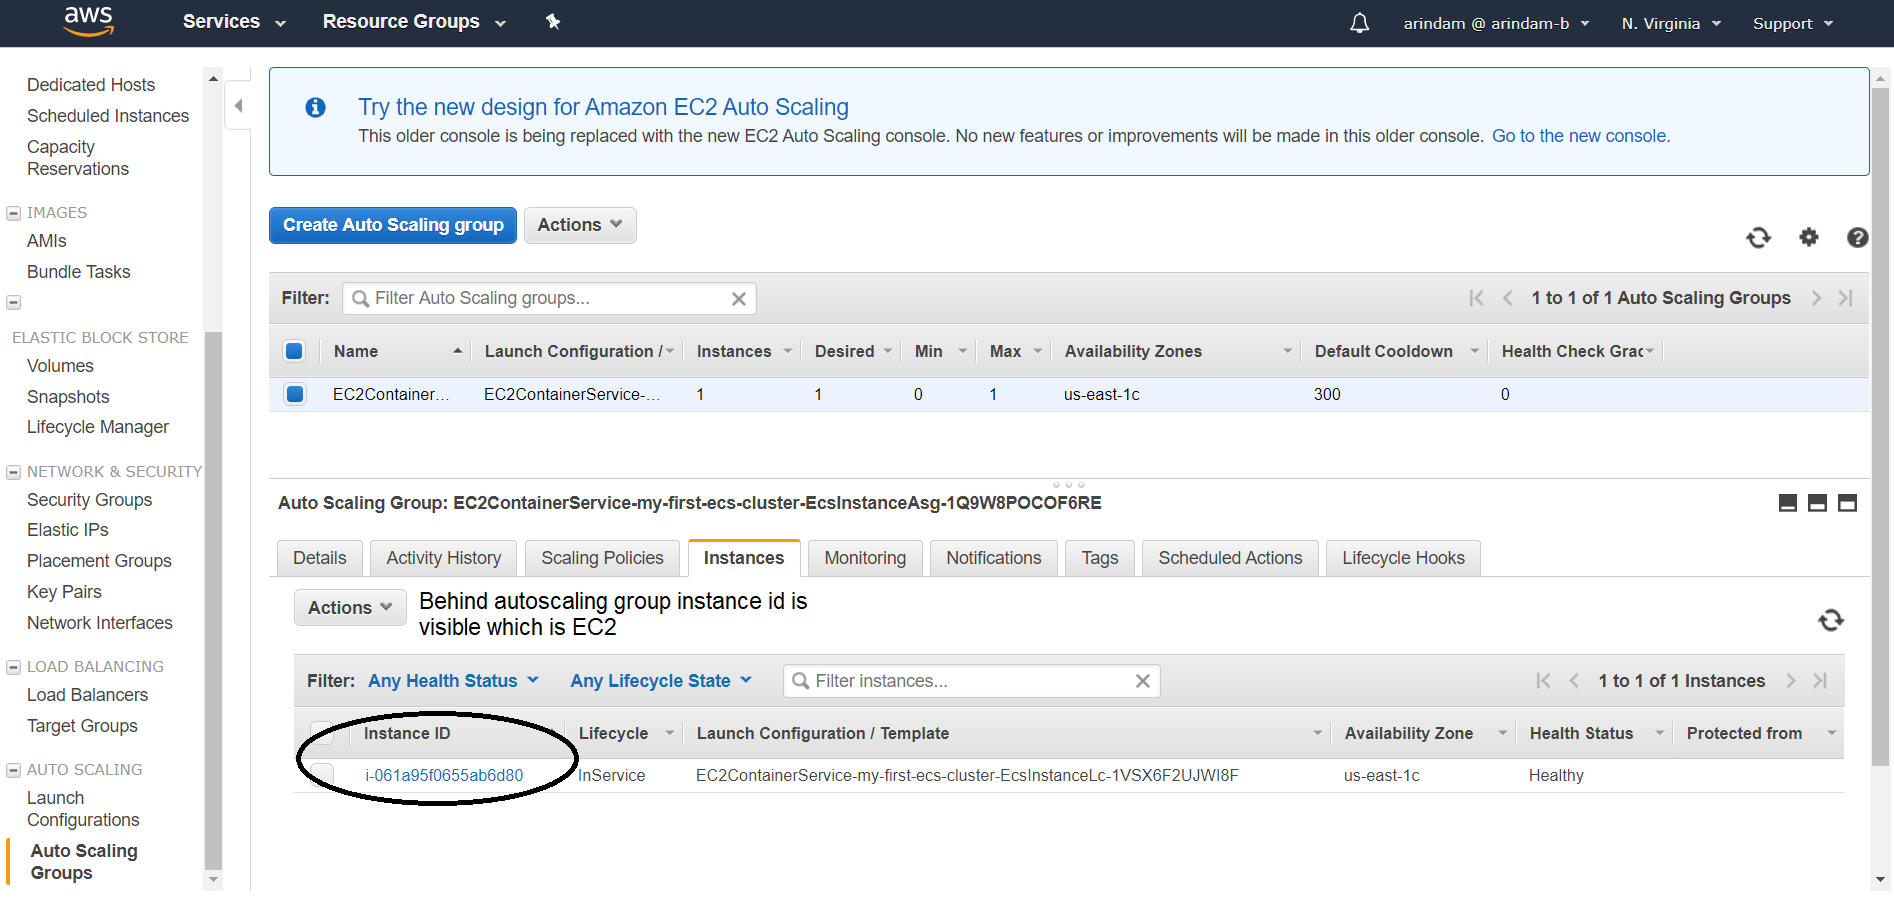 aws Services Resource Groups arindam @ arindam-b N. Virginia Support
Dedicated Hosts
Scheduled Instances
Capacity
Reservations
IMAGES
AMIs
Bundle Tasks
ELASTIC BLOCK STORE
Volumes
Snapshots
Lifecycle Manager
NETWORK & SECURITY
Security Groups
Elastic IPs
Placement Groups
Key Pairs
Network Interfaces
LOAD BALANCING
Load Balancers
Target Groups
AUTO SCALING
Launch
Configurations
Auto Scaling
Groups
Try the new design for Amazon EC2 Auto Scaling
This older console is being replaced with the new EC2 Auto Scaling console. No new features or improvements will be made in this older console. Go to the new console.
Create Auto Scaling group Actions
Filter: Filter Auto Scaling groups... 1 to 1 of 1 Auto Scaling Groups
Name Launch Configuration / Instances Desired Min Max Availability Zones Default Cooldown Health Check Grac
EC2Container... EC2ContainerService-... 1 1 0 1 us-east-1c 300 0
Auto Scaling Group: EC2ContainerService-my-first-ecs-cluster-EcsInstanceAsg-1Q9W8POCOF6RE
Details Activity History Scaling Policies Instances Monitoring Notifications Tags Scheduled Actions Lifecycle Hooks
Actions
Behind autoscaling group instance id is
visible which is EC2
Filter: Any Health Status Any Lifecycle State Filter instances... 1 to 1 of 1 Instances
Instance ID Lifecycle Launch Configuration / Template Availability Zone Health Status Protected from
i-061a95f0655ab6d80 InService EC2ContainerService-my-first-ecs-cluster-EcsInstanceLc-1VSX6F2UJWI8F us-east-1c Healthy